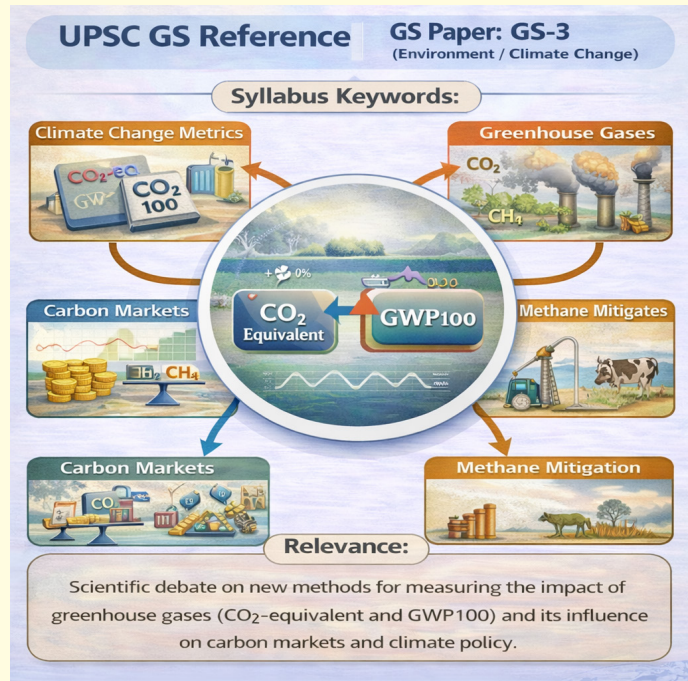 UPSC GS Reference
GS Paper: GS-3
(Environment / Climate Change)
Syllabus Keywords:
Climate Change Metrics
CO₂-eq
GW
CO₂
100
Greenhouse Gases
CO₂
CH₄
+ 0%
CO₂
Equivalent
GWP100
Carbon Markets
CH₄
Methane Mitigates
Carbon Markets
CO
Methane Mitigation
Relevance:
Scientific debate on new methods for measuring the impact of
greenhouse gases (CO₂-equivalent and GWP100) and its influence
on carbon markets and climate policy.